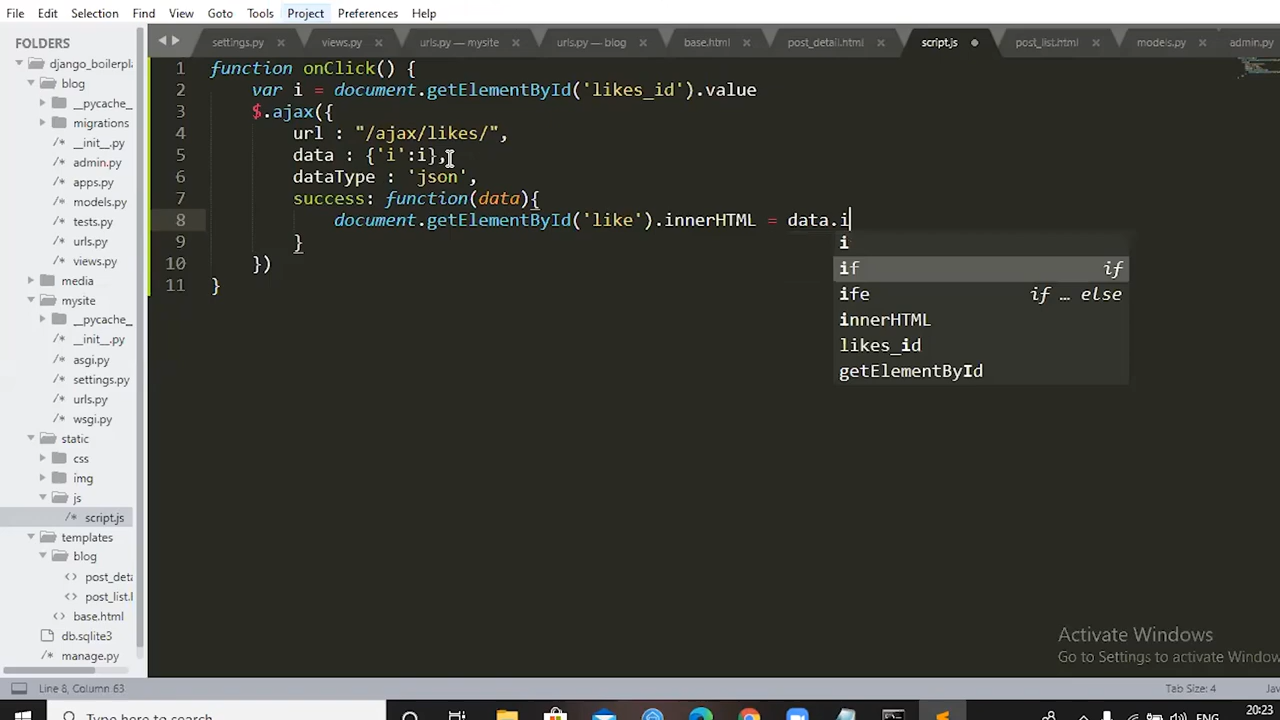 File Edit Selection Find View Goto Tools Project Preferences Help
FOLDERS
django_boilerpla
blog
__pycache_
migrations
__init__.py
admin.py
apps.py
models.py
tests.py
urls.py
views.py
media
mysite
__pycache_
__init__.py
asgi.py
settings.py
urls.py
wsgi.py
static
css
img
js
script.js
templates
blog
post_deta
post_list.l
base.html
db.sqlite3
manage.py
settings.py views.py urls.py — mysite urls.py — blog base.html post_detail.html script.js post_list.html models.py admin.py
1 function onClick() {
2 var i = document.getElementById('likes_id').value
3 $.ajax({
4 url : "/ajax/likes/",
5 data : {'i':i},
6 dataType : 'json',
7 success: function(data){
8 document.getElementById('like').innerHTML = data.i
9 }
10 })
11 }
i
if if
ife if … else
innerHTML
likes_id
getElementById
Activate Windows
Go to Settings to activate Window
Line 8, Column 63 Tab Size: 4 Jav
Type here to search ENG 20:23